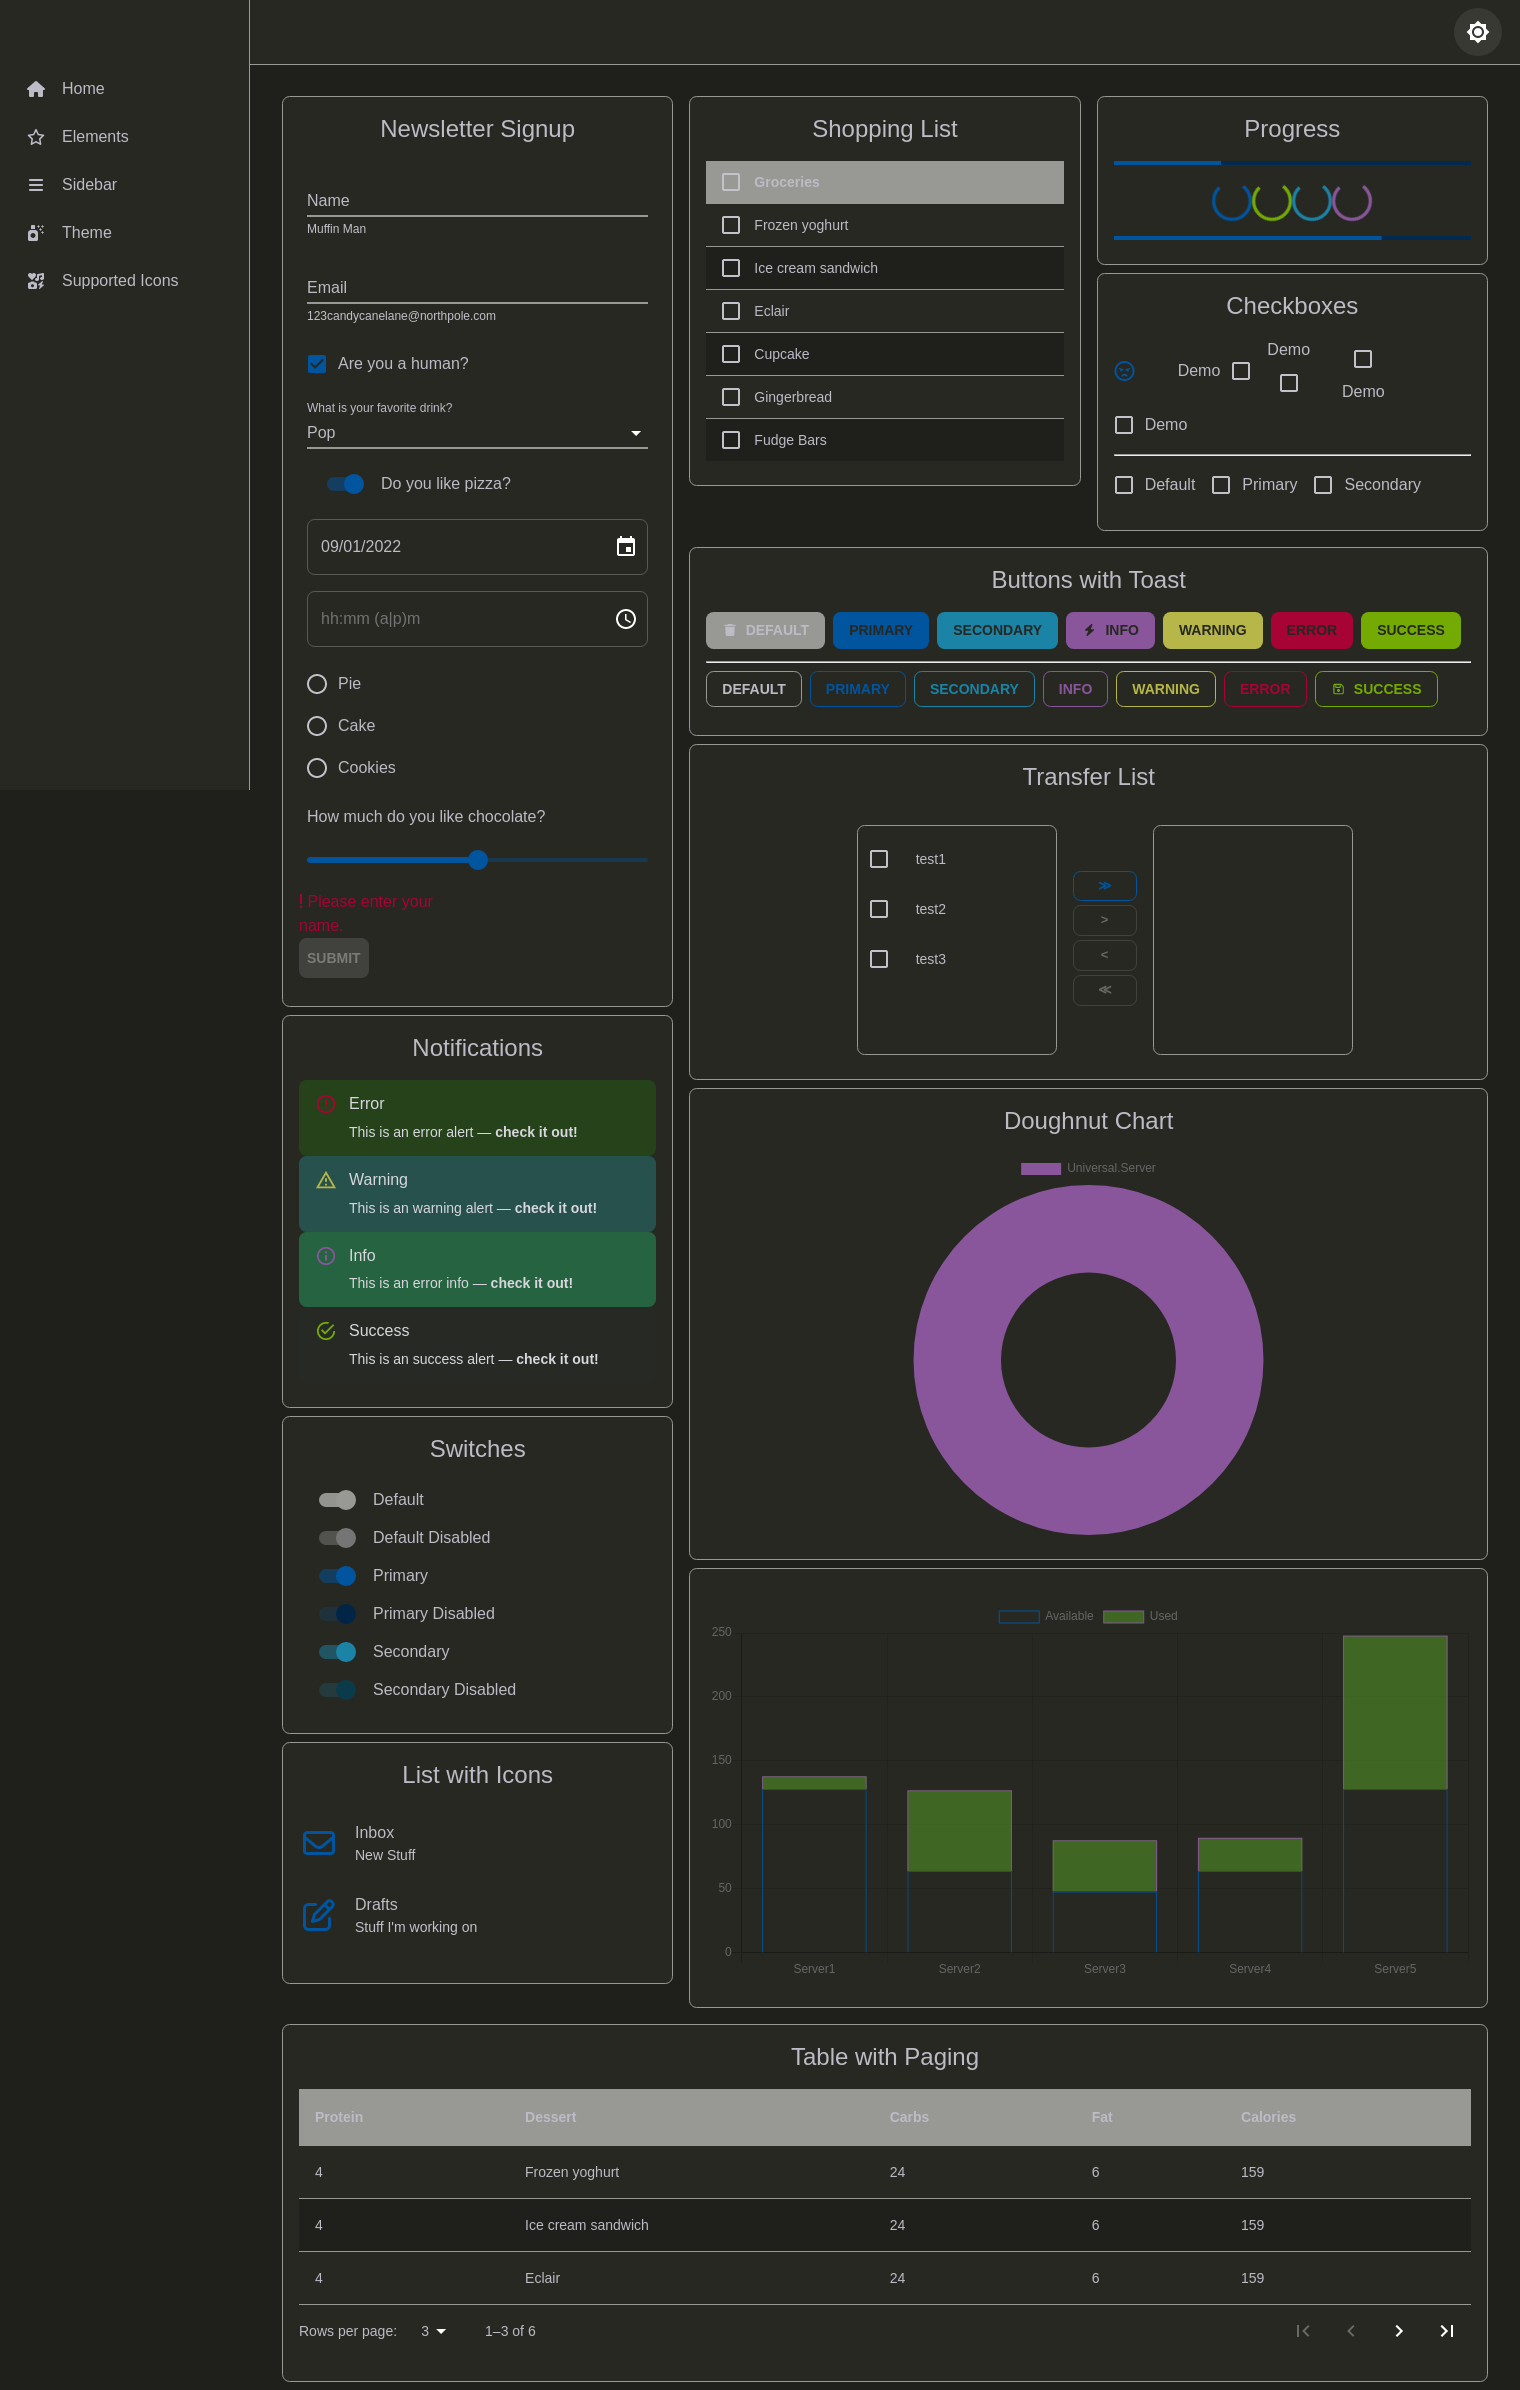 Home
Elements
Sidebar
Theme
Supported Icons
Newsletter Signup
Name
Muffin Man
Email
123candycanelane@northpole.com
Are you a human?
What is your favorite drink?
Pop
Do you like pizza?
09/01/2022
hh:mm (a|p)m
Pie
Cake
Cookies
How much do you like chocolate?
! Please enter your
name.
SUBMIT
Notifications
Error
This is an error alert — check it out!
Warning
This is an warning alert — check it out!
Info
This is an error info — check it out!
Success
This is an success alert — check it out!
Switches
Default
Default Disabled
Primary
Primary Disabled
Secondary
Secondary Disabled
List with Icons
Inbox
New Stuff
Drafts
Stuff I'm working on
Shopping List
Groceries
Frozen yoghurt
Ice cream sandwich
Eclair
Cupcake
Gingerbread
Fudge Bars
Progress
Checkboxes
Demo
Demo
Demo
Demo
Default Primary Secondary
Buttons with Toast
DEFAULT PRIMARY SECONDARY INFO WARNING ERROR SUCCESS
DEFAULT PRIMARY SECONDARY INFO WARNING ERROR SUCCESS
Transfer List
test1
test2
test3
≫
>
<
≪
Doughnut Chart
Universal.Server
Available Used
250
200
150
100
50
0
Server1 Server2 Server3 Server4 Server5
Table with Paging
Protein Dessert Carbs Fat Calories
4 Frozen yoghurt 24 6 159
4 Ice cream sandwich 24 6 159
4 Eclair 24 6 159
Rows per page: 3 1–3 of 6